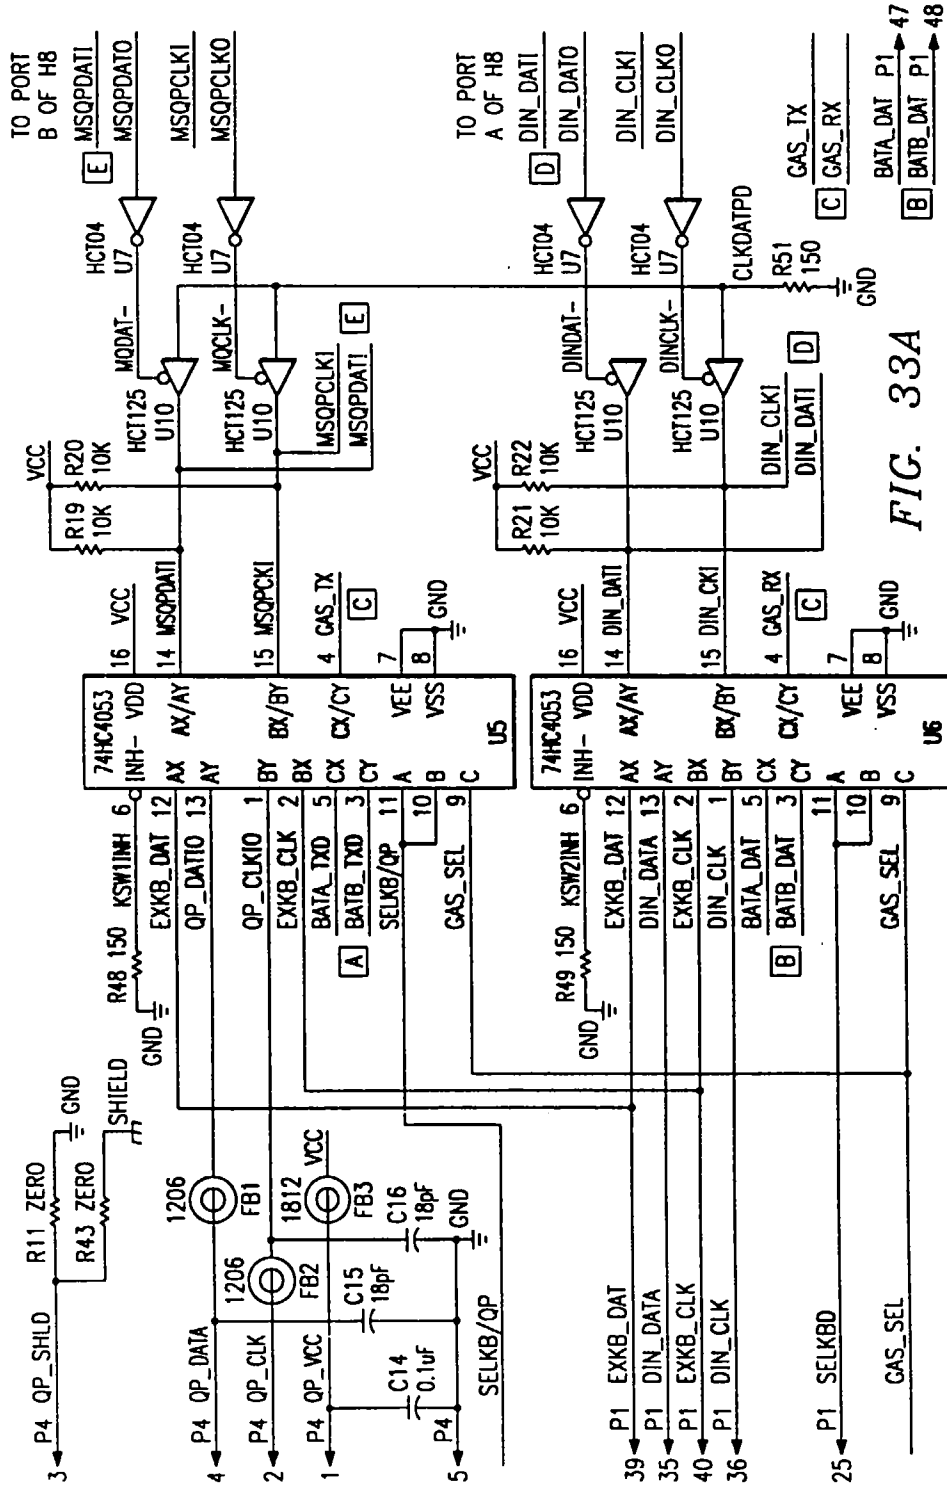 3 P4 QP_SHLD
R11 ZERO
GND
R43 ZERO
SHIELD
4 P4 QP_DATA
1206
FB1
2 P4 QP_CLK
1206
FB2
1 P4 QP_VCC
1812
FB3
VCC
C14
0.1uF
C15
18pF
C16
18pF
5 P4
GND
SELKB/QP
GND
R48 150 KSW1INH 6
EXKB_DAT 12
QP_DATIO 13
QP_CLKIO 1
EXKB_CLK 2
BATA_TXD 5
A
BATB_TXD 3
SELKB/QP 11
10
GAS_SEL 9
74HC4053
INH- VDD
AX AX/AY
AY
BY BX/BY
BX
CX CX/CY
CY
A VEE
B VSS
C
U5
16 VCC
14 MSQPDATI
15 MSQPCKI
4 GAS_TX
C
7
8
GND
VCC
R19
10K
R20
10K
HCT125
U10
MQDAT-
HCT04
U7
HCT125
U10
MQCLK-
HCT04
U7
MSQPCLKI
MSQPDATI
E
TO PORT
B OF H8
E
MSQPDATI
MSQPDATO
MSQPCLKI
MSQPCLKO
39 P1 EXKB_DAT
35 P1 DIN_DATA
40 P1 EXKB_CLK
36 P1 DIN_CLK
25 P1 SELKBD
GAS_SEL
GND
R49 150 KSW2INH 6
EXKB_DAT 12
DIN_DATA 13
EXKB_CLK 2
DIN_CLK 1
BATA_DAT 5
B
BATB_DAT 3
11
10
GAS_SEL 9
74HC4053
INH- VDD
AX AX/AY
AY
BX BX/BY
BY
CX CX/CY
CY
A VEE
B VSS
C
U6
16 VCC
14 DIN_DATI
15 DIN_CKI
4 GAS_RX
C
7
8
GND
VCC
R21
10K
R22
10K
HCT125
U10
DINDAT-
HCT04
U7
HCT125
U10
DINCLK-
HCT04
U7
DIN_CLKI
DIN_DATI
D
CLKDATPD
R51
150
GND
TO PORT
A OF H8
D
DIN_DATI
DIN_DATO
DIN_CLKI
DIN_CLKO
GAS_TX
C
GAS_RX
BATA_DAT P1 47
B
BATB_DAT P1 48
FIG. 33A